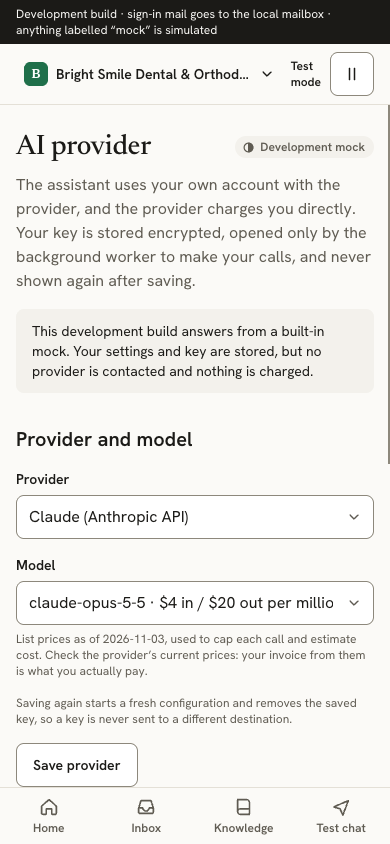 Development build · sign-in mail goes to the local mailbox ·
anything labelled “mock” is simulated
B
Bright Smile Dental & Orthod…
Test
mode
AI provider
Development mock
The assistant uses your own account with the
provider, and the provider charges you directly.
Your key is stored encrypted, opened only by the
background worker to make your calls, and never
shown again after saving.
This development build answers from a built-in
mock. Your settings and key are stored, but no
provider is contacted and nothing is charged.
Provider and model
Provider
Claude (Anthropic API)
Model
claude-opus-5-5 · $4 in / $20 out per millio
List prices as of 2026-11-03, used to cap each call and estimate
cost. Check the provider’s current prices: your invoice from them
is what you actually pay.
Saving again starts a fresh configuration and removes the saved
key, so a key is never sent to a different destination.
Save provider
Home
Inbox
Knowledge
Test chat